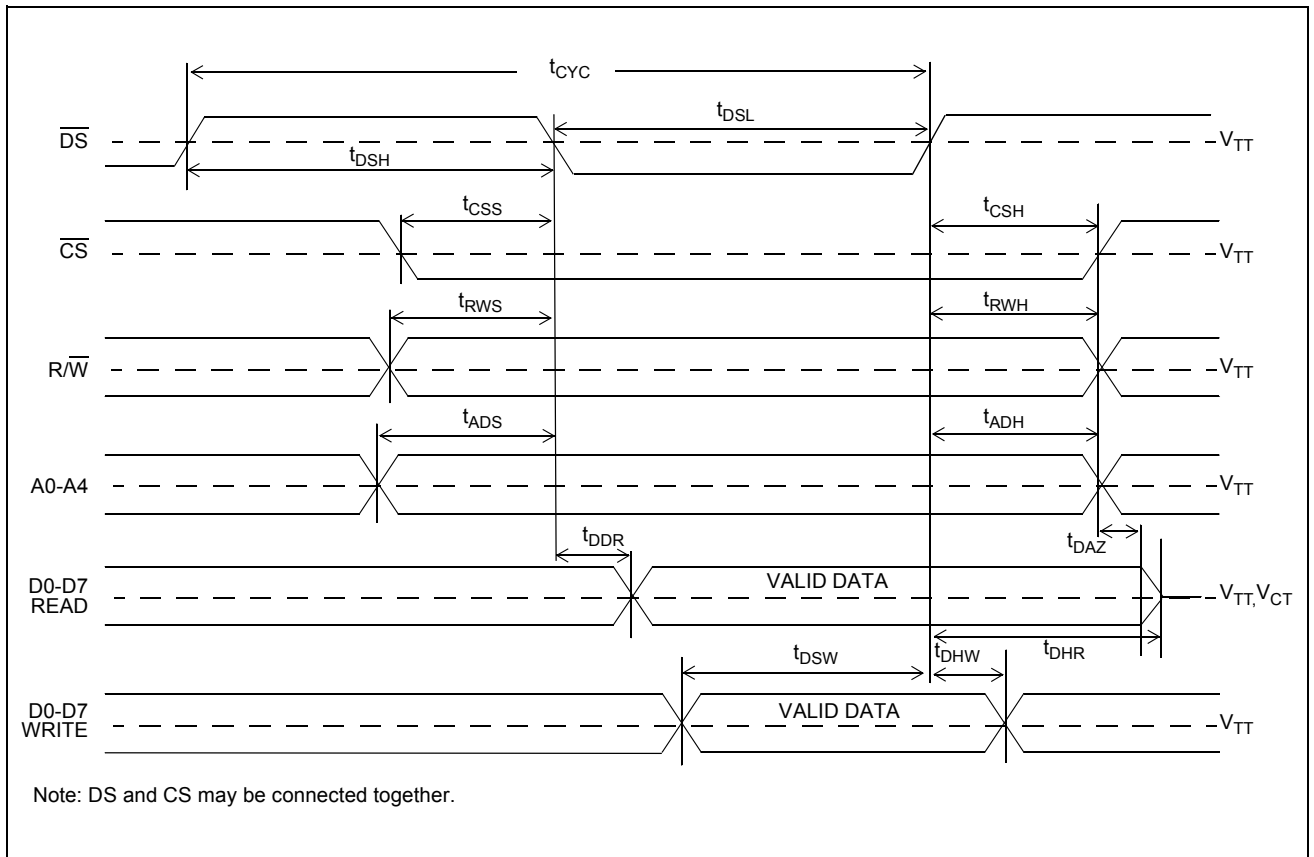 tCYC
tDSL
DS
VTT
tDSH
tCSS
tCSH
CS
VTT
tRWS
tRWH
R/W
VTT
tADS
tADH
A0-A4
VTT
tDDR
tDAZ
D0-D7
READ
VALID DATA
VTT,VCT
tDSW
tDHW
tDHR
D0-D7
WRITE
VALID DATA
VTT
Note: DS and CS may be connected together.